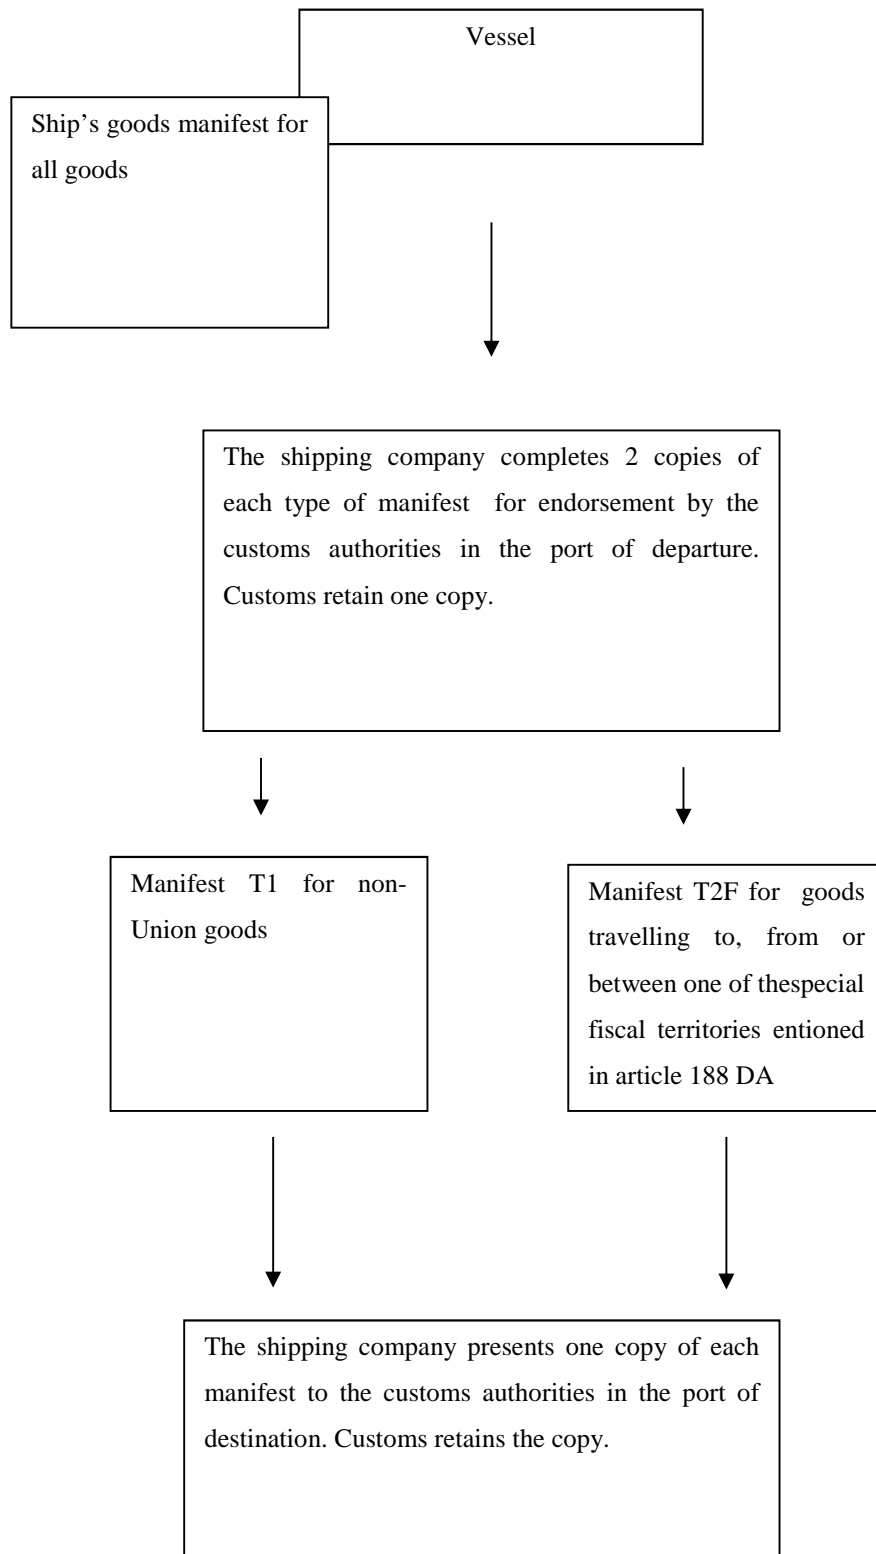 Vessel
Ship’s goods manifest for
all goods
The shipping company completes 2 copies of
each type of manifest for endorsement by the
customs authorities in the port of departure.
Customs retain one copy.
Manifest T1 for non-
Union goods
Manifest T2F for goods
travelling to, from or
between one of thespecial
fiscal territories entioned
in article 188 DA
The shipping company presents one copy of each
manifest to the customs authorities in the port of
destination. Customs retains the copy.